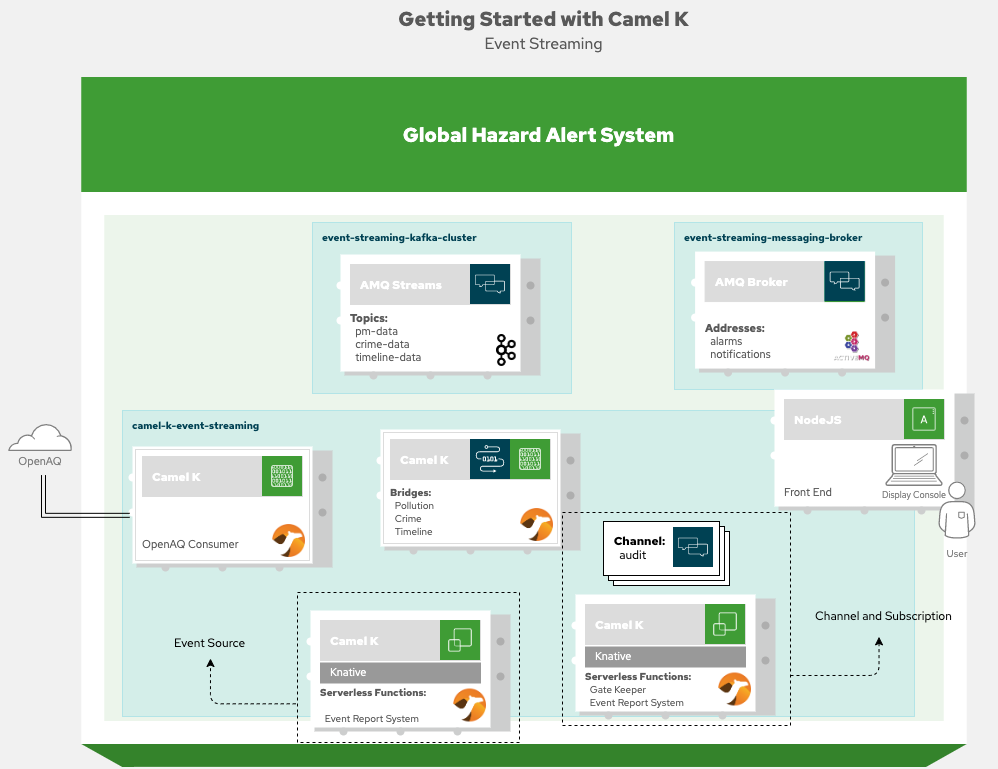 Getting Started with Camel K
Event Streaming
Global Hazard Alert System
event-streaming-kafka-cluster
AMQ Streams
Topics:
pm-data
crime-data
timeline-data
event-streaming-messaging-broker
AMQ Broker
Addresses:
alarms
notifications
ACTIVEMQ
camel-k-event-streaming
OpenAQ
Camel K
OpenAQ Consumer
Camel K
0101
Bridges:
Pollution
Crime
Timeline
NodeJS
A
Front End
Display Console
User
Channel:
audit
Event Source
Camel K
Knative
Serverless Functions:
Event Report System
Camel K
Knative
Serverless Functions:
Gate Keeper
Event Report System
Channel and Subscription